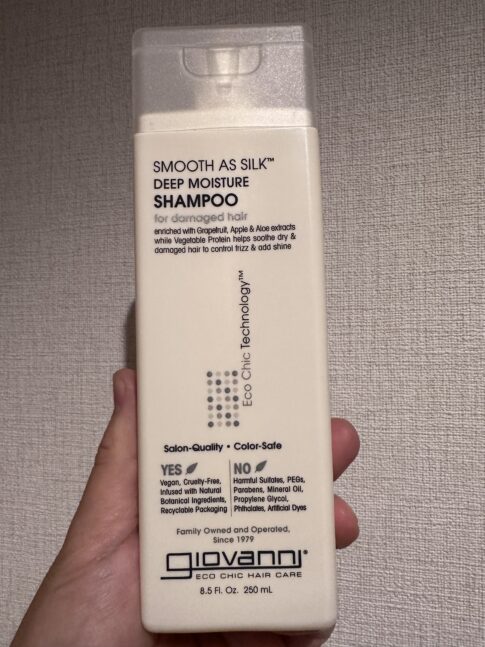 SMOOTH AS SILK™
DEEP MOISTURE
SHAMPOO
for damaged hair
enriched with Grapefruit, Apple & Aloe extracts
while Vegetable Protein helps soothe dry &
damaged hair to control frizz & add shine
Eco Chic Technology™
Salon-Quality • Color-Safe
YES
Vegan, Cruelty-Free,
Infused with Natural
Botanical Ingredients,
Recyclable Packaging
NO
Harmful Sulfates, PEGs,
Parabens, Mineral Oil,
Propylene Glycol,
Phthalates, Artificial Dyes
Family Owned and Operated,
Since 1979
giovanni®
ECO CHIC HAIR CARE
8.5 Fl. Oz. 250 mL